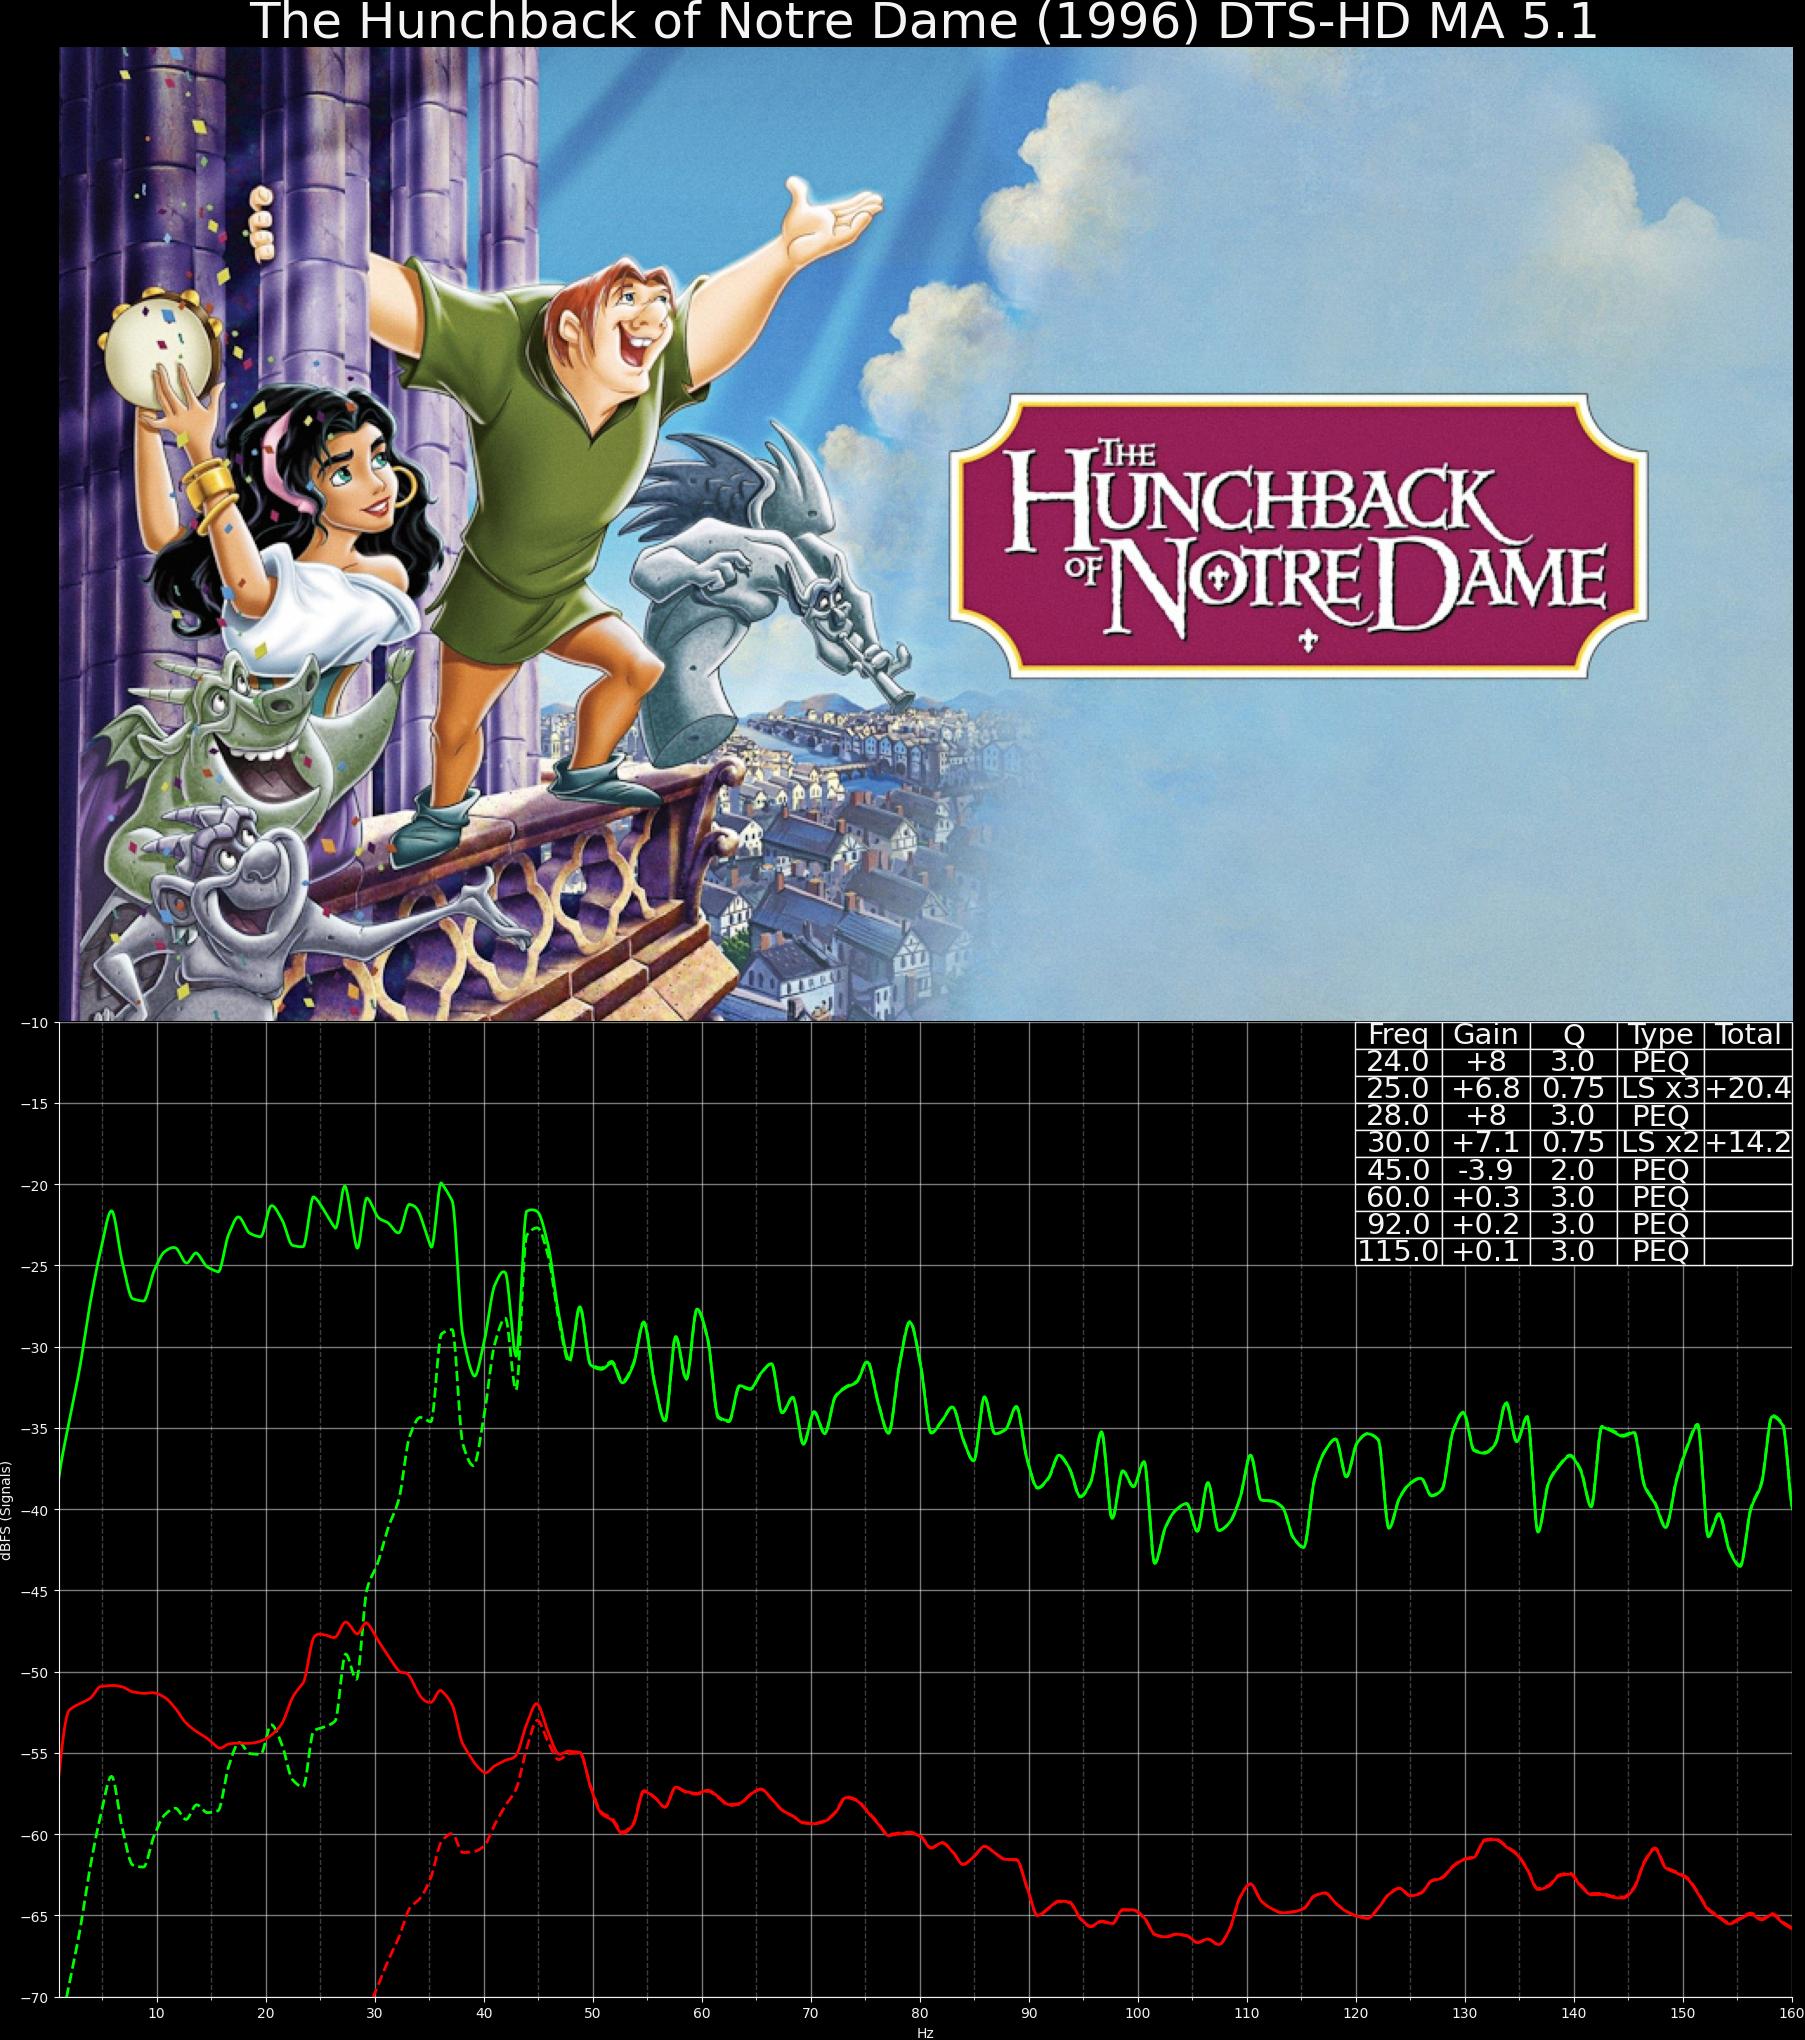 The Hunchback of Notre Dame (1996) DTS-HD MA 5.1
THE
HUNCHBACK
OF NOTRE DAME
Freq Gain Q Type Total
24.0 +8 3.0 PEQ
25.0 +6.8 0.75 LS x3 +20.4
28.0 +8 3.0 PEQ
30.0 +7.1 0.75 LS x2 +14.2
45.0 -3.9 2.0 PEQ
60.0 +0.3 3.0 PEQ
92.0 +0.2 3.0 PEQ
115.0 +0.1 3.0 PEQ
−10
−15
−20
−25
−30
−35
−40
−45
−50
−55
−60
−65
−70
dBFS (Signals)
10 20 30 40 50 60 70 80 90 100 110 120 130 140 150 160
Hz